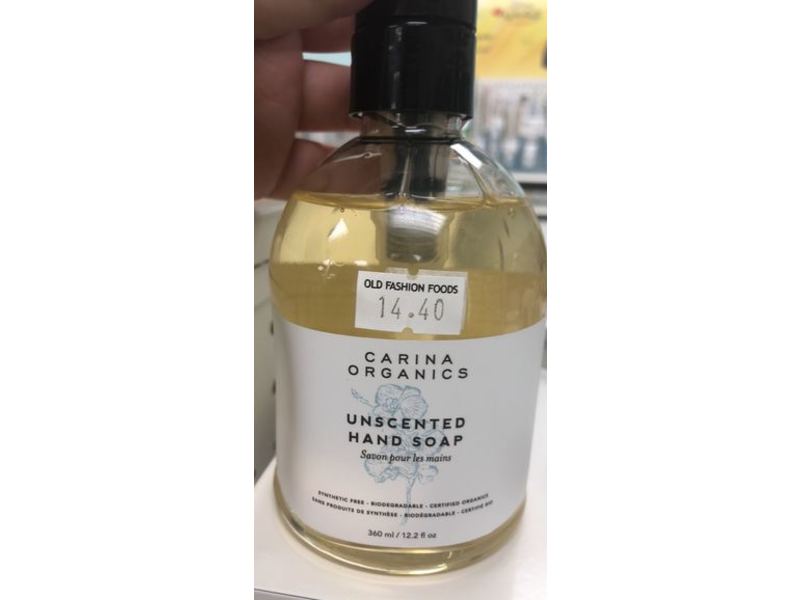 OLD FASHION FOODS
14.40
CARINA
ORGANICS
UNSCENTED
HAND SOAP
Savon pour les mains
SYNTHETIC FREE - BIODEGRADABLE - CERTIFIED ORGANICS
SANS PRODUITS DE SYNTHÈSE - BIODÉGRADABLE - CERTIFIÉ BIO
360 ml / 12.2 fl oz